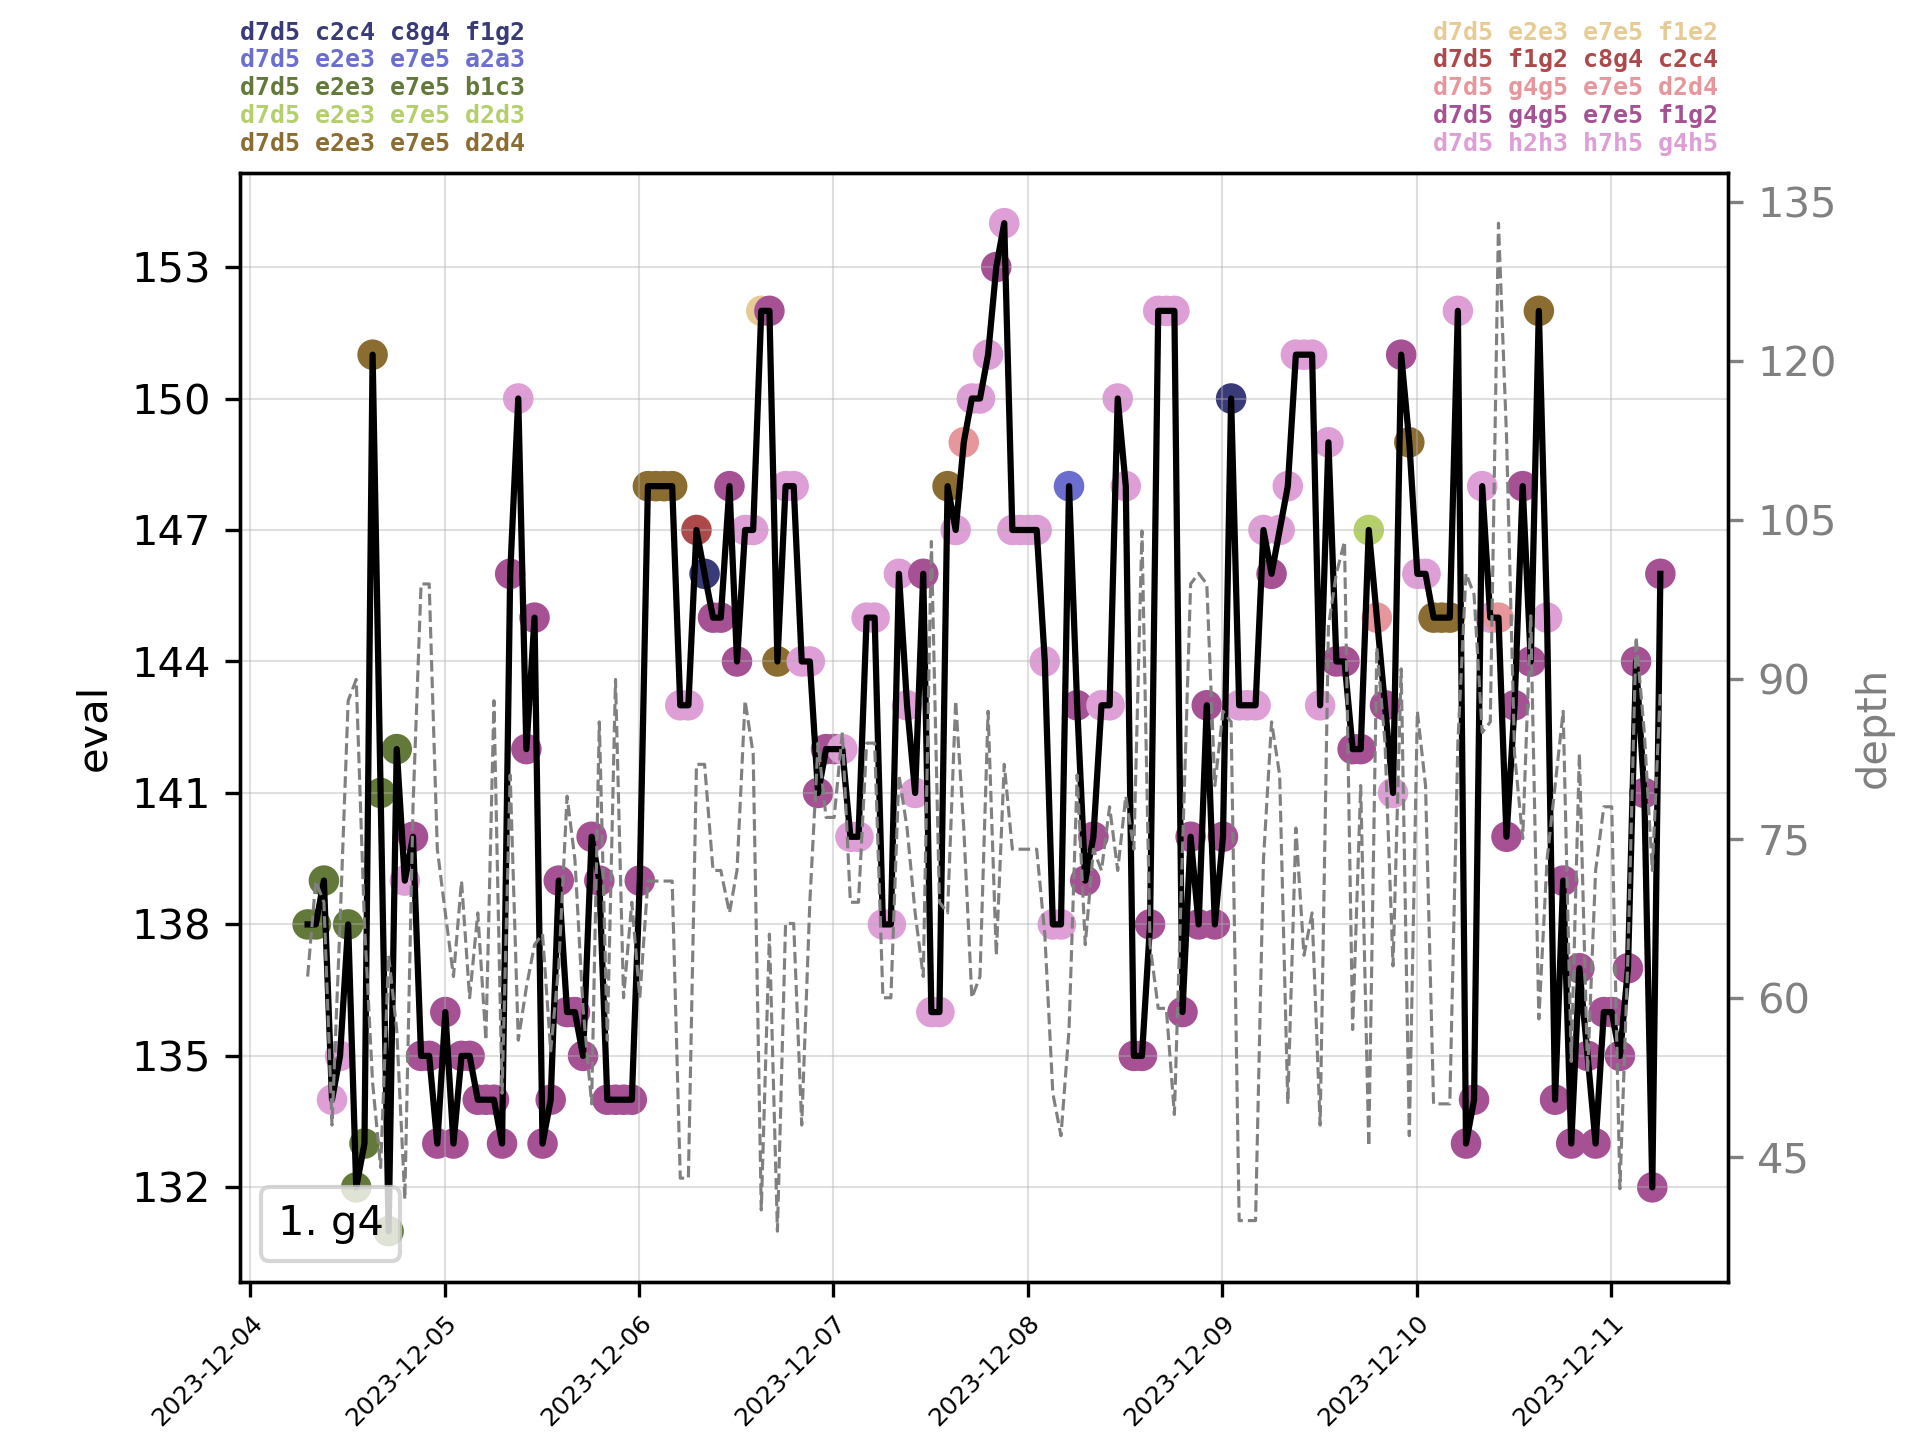 d7d5 c2c4 c8g4 f1g2
d7d5 e2e3 e7e5 a2a3
d7d5 e2e3 e7e5 b1c3
d7d5 e2e3 e7e5 d2d3
d7d5 e2e3 e7e5 d2d4
d7d5 e2e3 e7e5 f1e2
d7d5 f1g2 c8g4 c2c4
d7d5 g4g5 e7e5 d2d4
d7d5 g4g5 e7e5 f1g2
d7d5 h2h3 h7h5 g4h5
153
150
147
144
141
138
135
132
eval
135
120
105
90
75
60
45
depth
1. g4
2023-12-04
2023-12-05
2023-12-06
2023-12-07
2023-12-08
2023-12-09
2023-12-10
2023-12-11